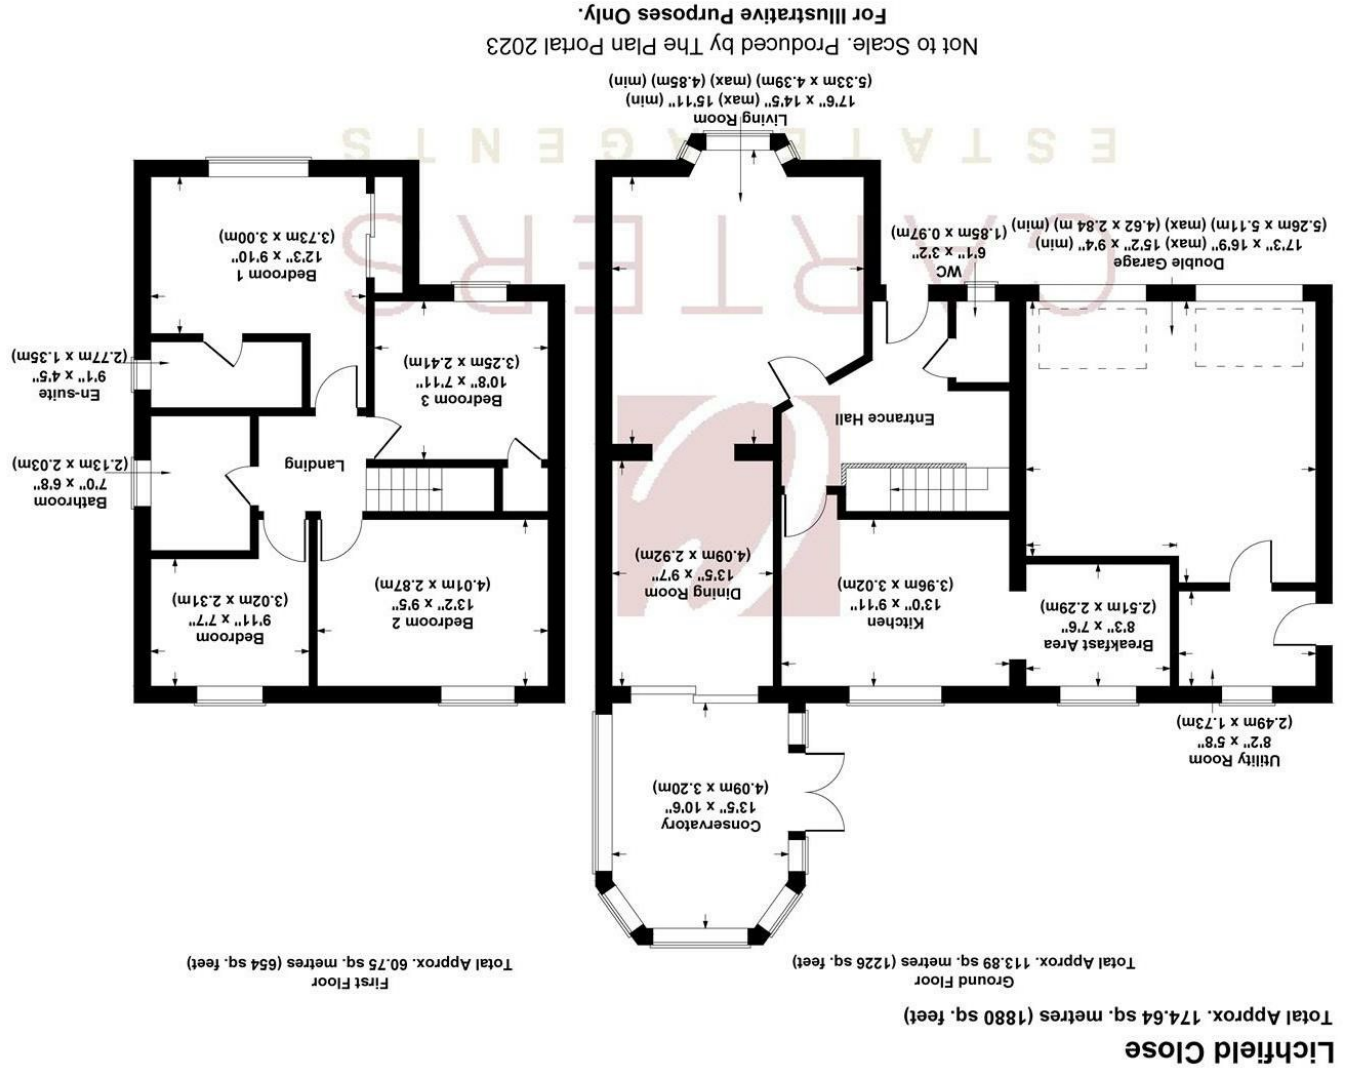 Lichfield Close
Total Approx. 174.64 sq. metres (1880 sq. feet)
Ground Floor
Total Approx. 113.89 sq. metres (1226 sq. feet)
First Floor
Total Approx. 60.75 sq. metres (654 sq. feet)
Conservatory
13'5" x 10'6"
(4.09m x 3.20m)
Utility Room
8'2" x 5'8"
(2.49m x 1.73m)
Breakfast Area
8'3" x 7'6"
(2.51m x 2.29m)
Kitchen
13'0" x 9'11"
(3.96m x 3.02m)
Dining Room
13'5" x 9'7"
(4.09m x 2.92m)
Bedroom 2
13'2" x 9'5"
(4.01m x 2.87m)
Bedroom
9'11" x 7'7"
(3.02m x 2.31m)
Bathroom
7'0" x 6'8"
(2.13m x 2.03m)
Landing
Entrance Hall
Bedroom 3
10'8" x 7'11"
(3.25m x 2.41m)
En-suite
9'1" x 4'5"
(2.77m x 1.35m)
Double Garage
17'3" x 16'9" (max) 15'2" x 9'4" (min)
(5.26m x 5.11m) (max) (4.62 x 2.84 m) (min)
WC
6'1" x 3'2"
(1.85m x 0.97m)
Bedroom 1
12'3" x 9'10"
(3.73m x 3.00m)
CARTERS
ESTATE AGENTS
Living Room
17'6" x 14'5" (max) 15'11" (min)
(5.33m x 4.39m) (max) (4.85m) (min)
Not to Scale. Produced by The Plan Portal 2023
For Illustrative Purposes Only.